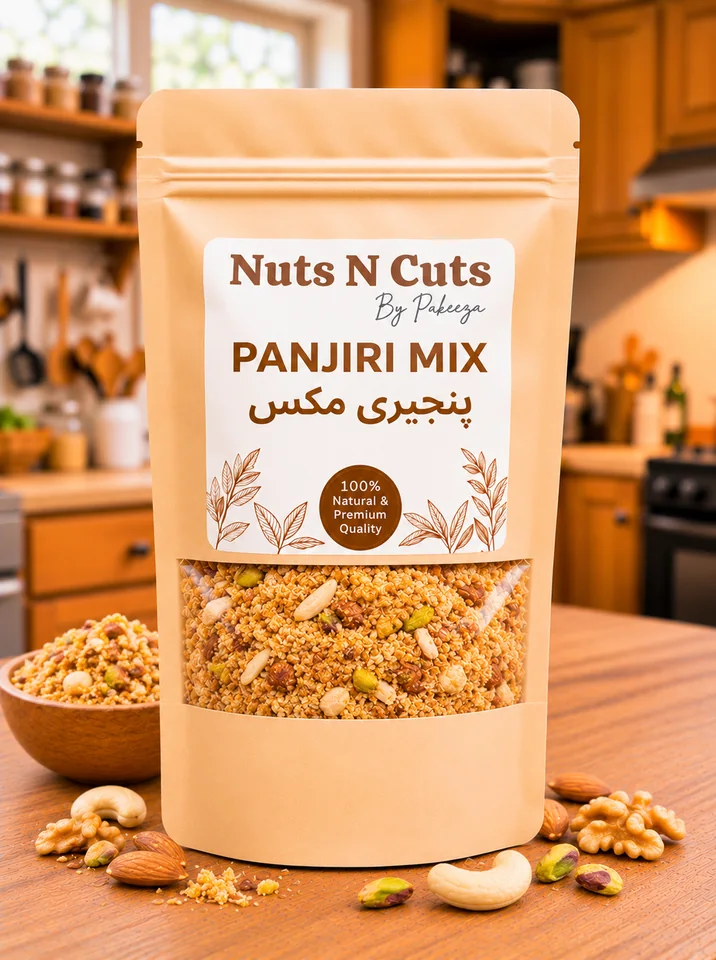 Nuts N Cuts
By Pakeeza
PANJIRI MIX
پنجیری مکس
100%
Natural &
Premium
Quality